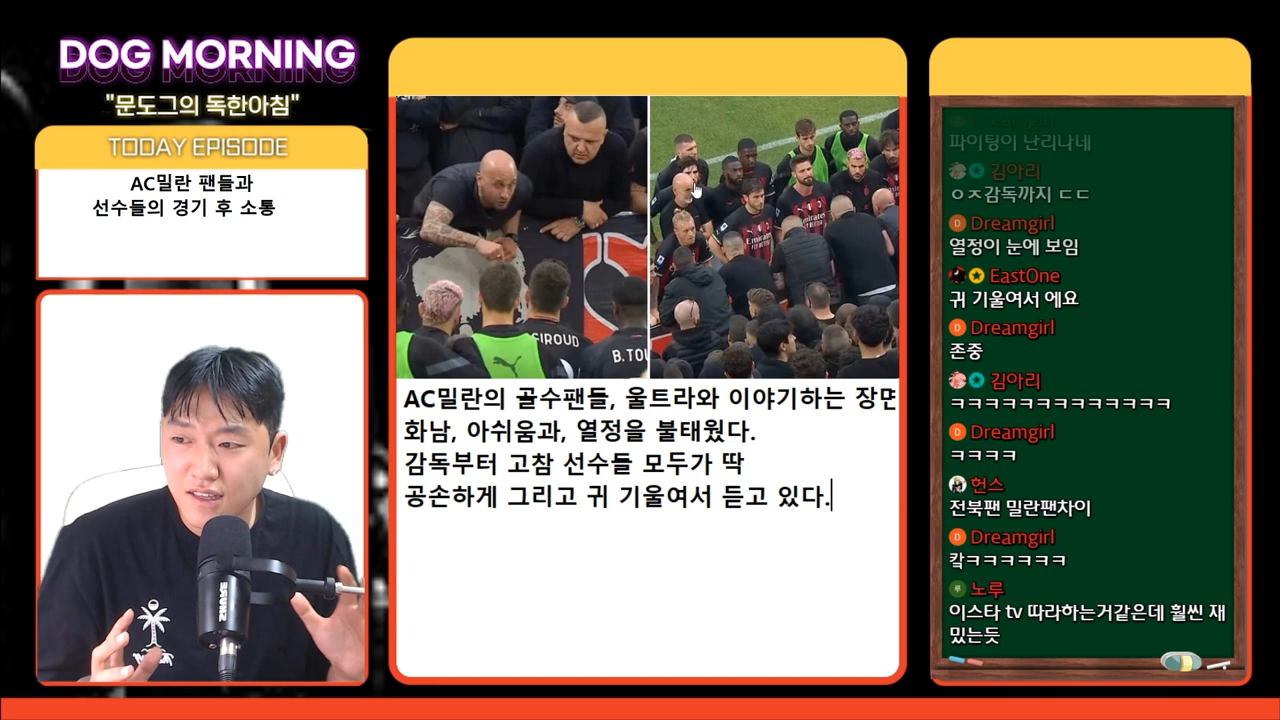 DOG MORNING
"문도그의 독한아침"
TODAY EPISODE
AC밀란 팬들과
선수들의 경기 후 소통
GIROUD
B.TOU
Emirates
AC밀란의 골수팬들, 울트라와 이야기하는 장면
화남, 아쉬움과, 열정을 불태웠다.
감독부터 고참 선수들 모두가 딱
공손하게 그리고 귀 기울여서 듣고 있다.
파이팅이 난리나네
김아리
ㅇㅈ감독까지 ㄷㄷ
Dreamgirl
열정이 눈에 보임
EastOne
귀 기울여서 에요
Dreamgirl
존중
김아리
ㅋㅋㅋㅋㅋㅋㅋㅋㅋㅋㅋㅋㅋ
Dreamgirl
ㅋㅋㅋㅋ
헌스
전북팬 밀란팬차이
Dreamgirl
캌ㅋㅋㅋㅋㅋㅋ
노루
이스타 tv 따라하는거같은데 훨씬 재
밌는듯